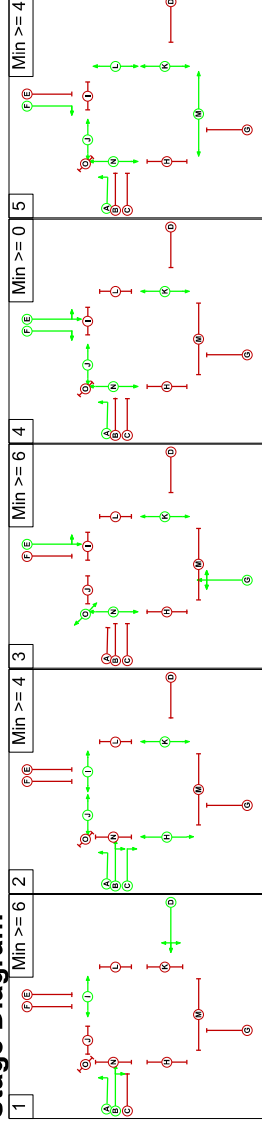 Stage Diagram
1
Min >= 6
F E
O J I
A
B N L
C
H K D
M
G
2
Min >= 4
F E
O J I
A
B N L
C
H K D
M
G
3
Min >= 6
F E
O J I
A
B N L
C
H K D
M
G
4
Min >= 0
F E
O J I
A
B N L
C
H K D
M
G
5
Min >= 4
F E
O J I
A
B N L
C
H K D
M
G